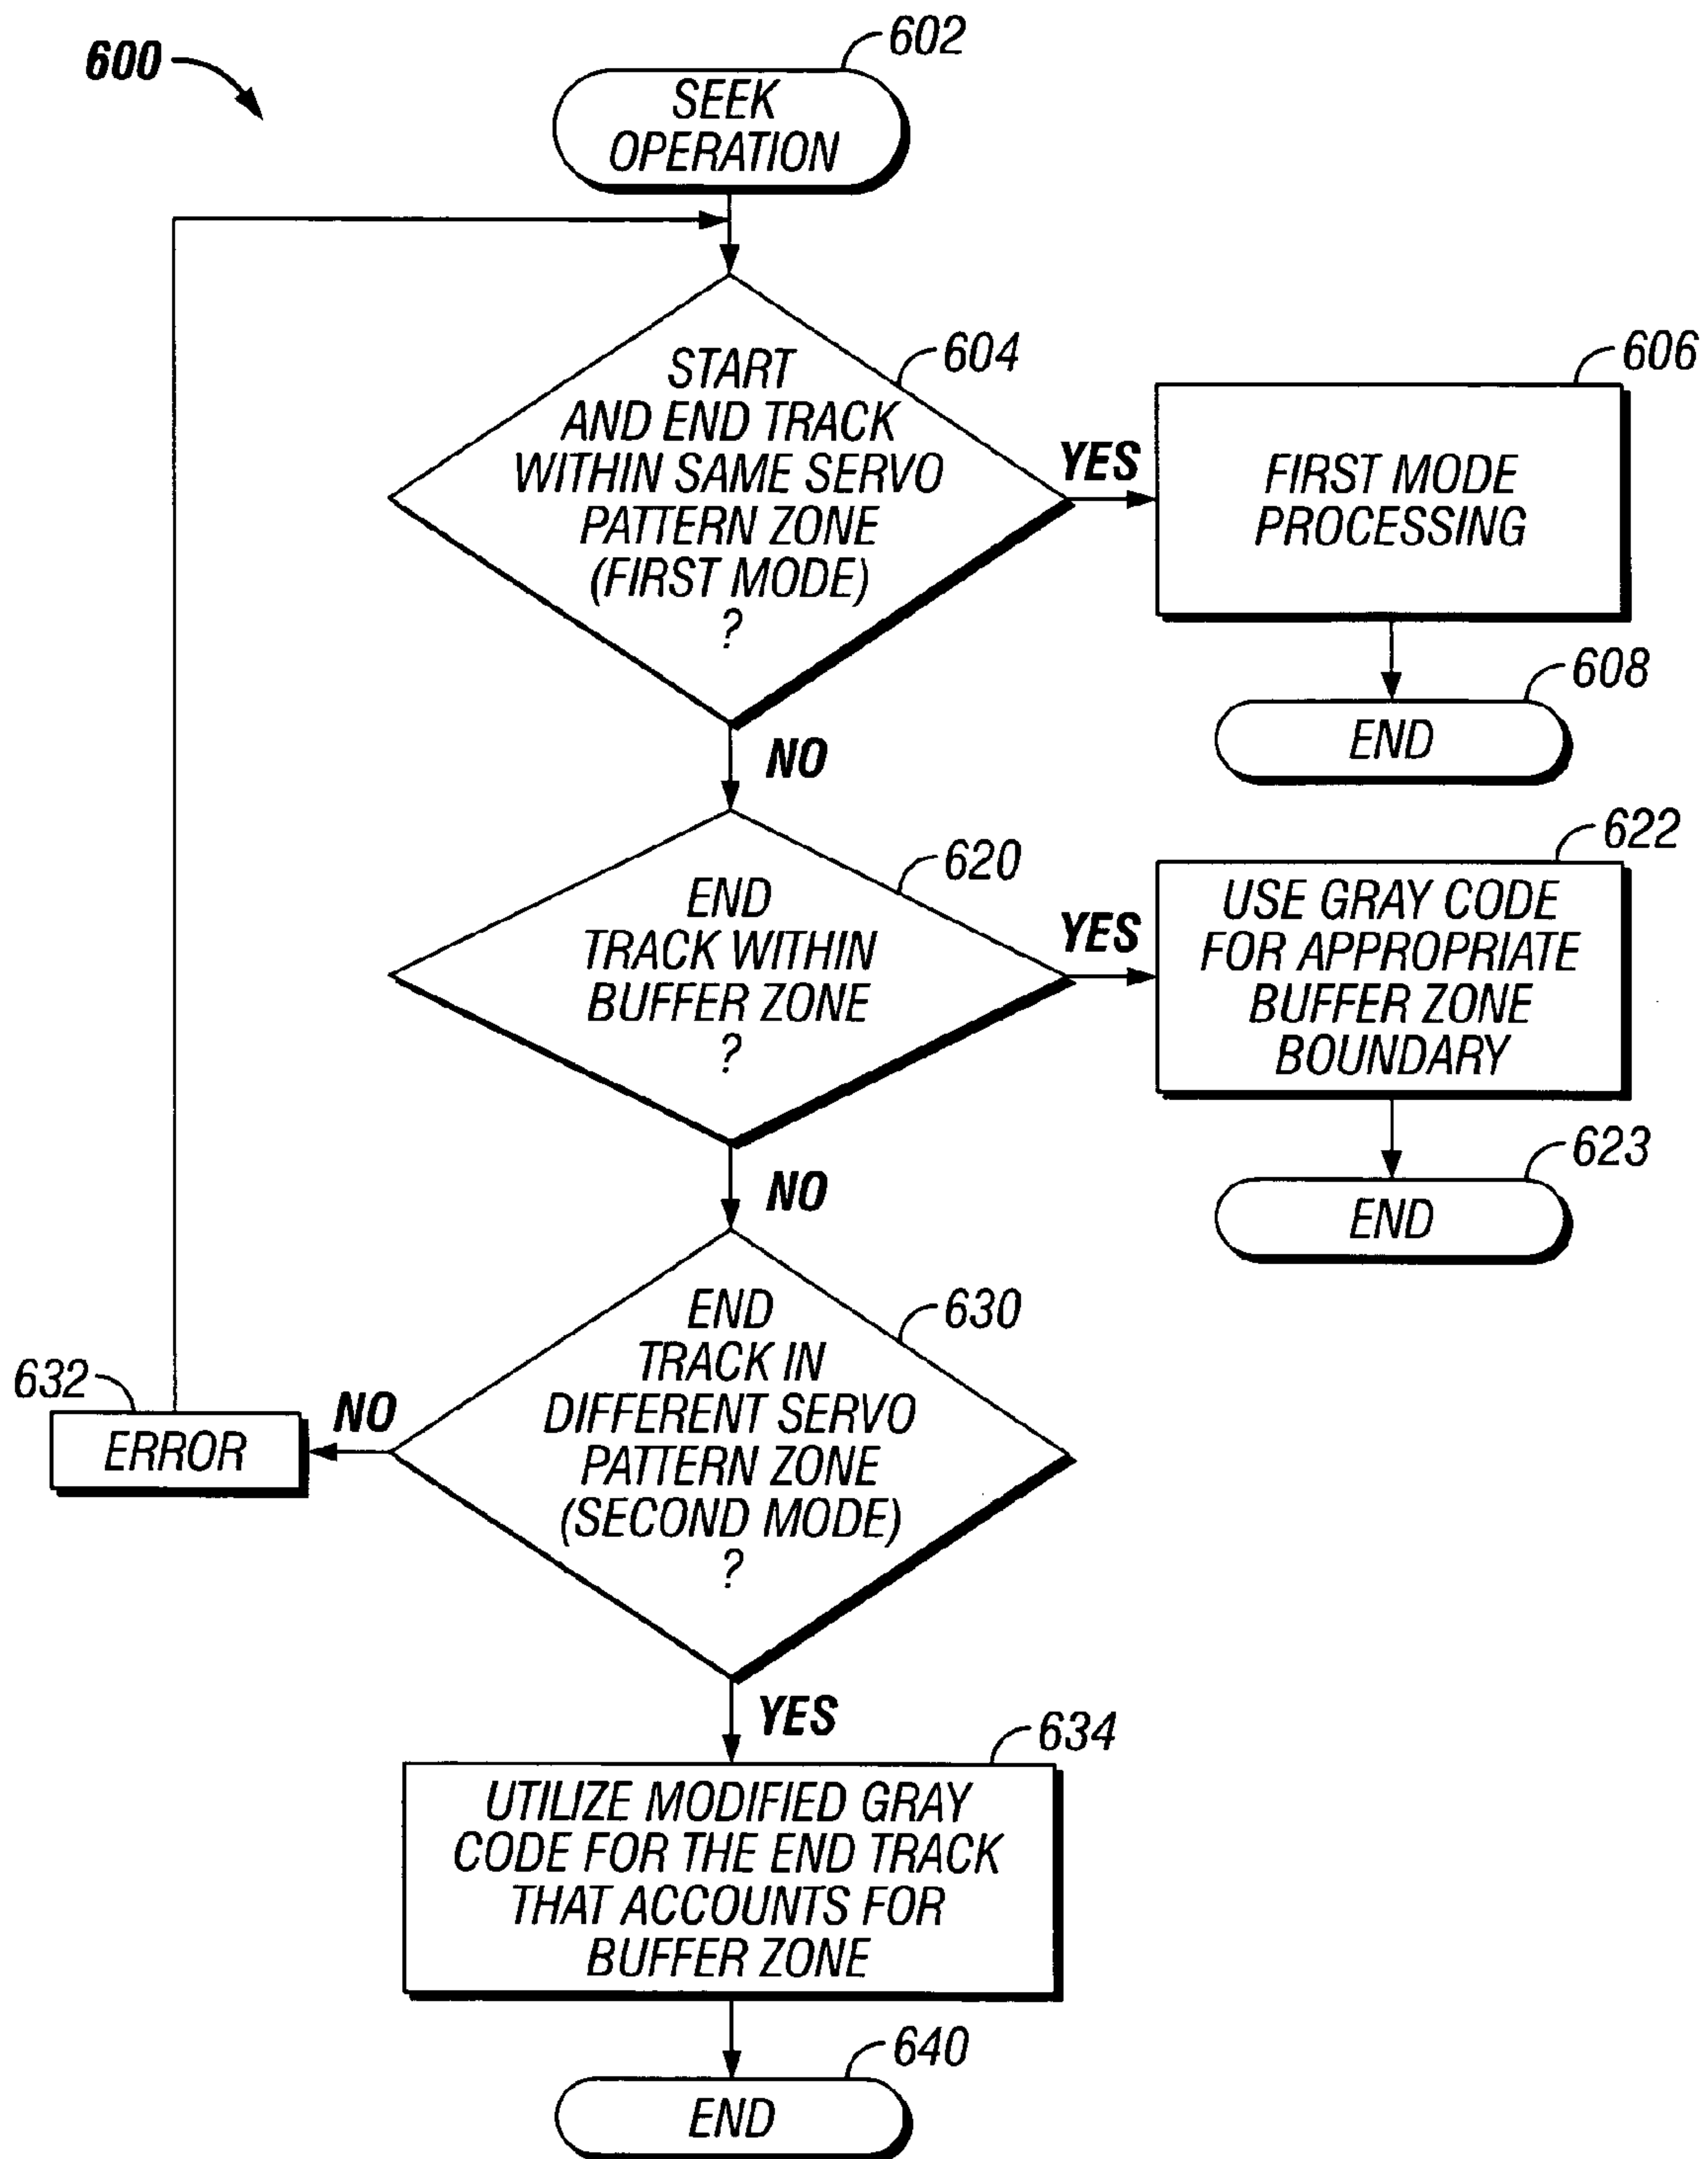 600
602
SEEK
OPERATION
604
START
AND END TRACK
WITHIN SAME SERVO
PATTERN ZONE
(FIRST MODE)
?
YES
606
FIRST MODE
PROCESSING
608
END
NO
620
END
TRACK WITHIN
BUFFER ZONE
?
YES
622
USE GRAY CODE
FOR APPROPRIATE
BUFFER ZONE
BOUNDARY
623
END
NO
630
END
TRACK IN
DIFFERENT SERVO
PATTERN ZONE
(SECOND MODE)
?
NO
632
ERROR
YES
634
UTILIZE MODIFIED GRAY
CODE FOR THE END TRACK
THAT ACCOUNTS FOR
BUFFER ZONE
640
END